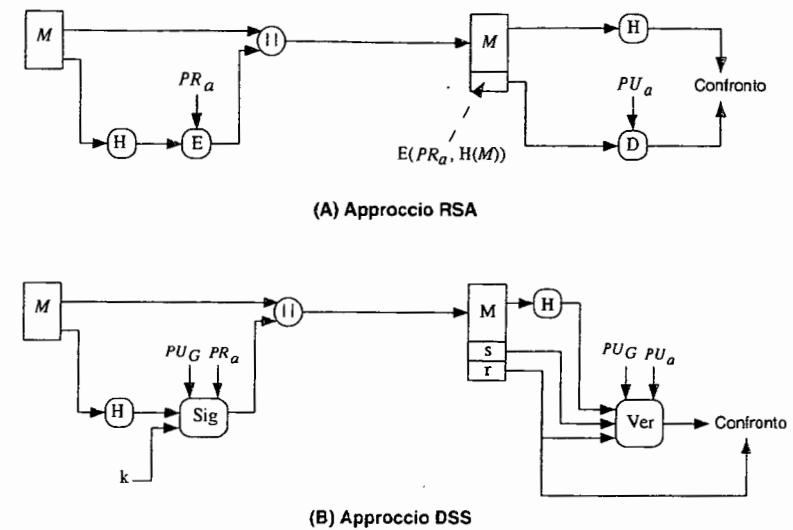 M
||
M
H
PR_a
PU_a
Confronto
H
E
D
E(PR_a, H(M))
(A) Approccio RSA
M
||
M
H
s
r
PU_G PR_a
PU_G PU_a
H
Sig
Ver
Confronto
k
(B) Approccio DSS